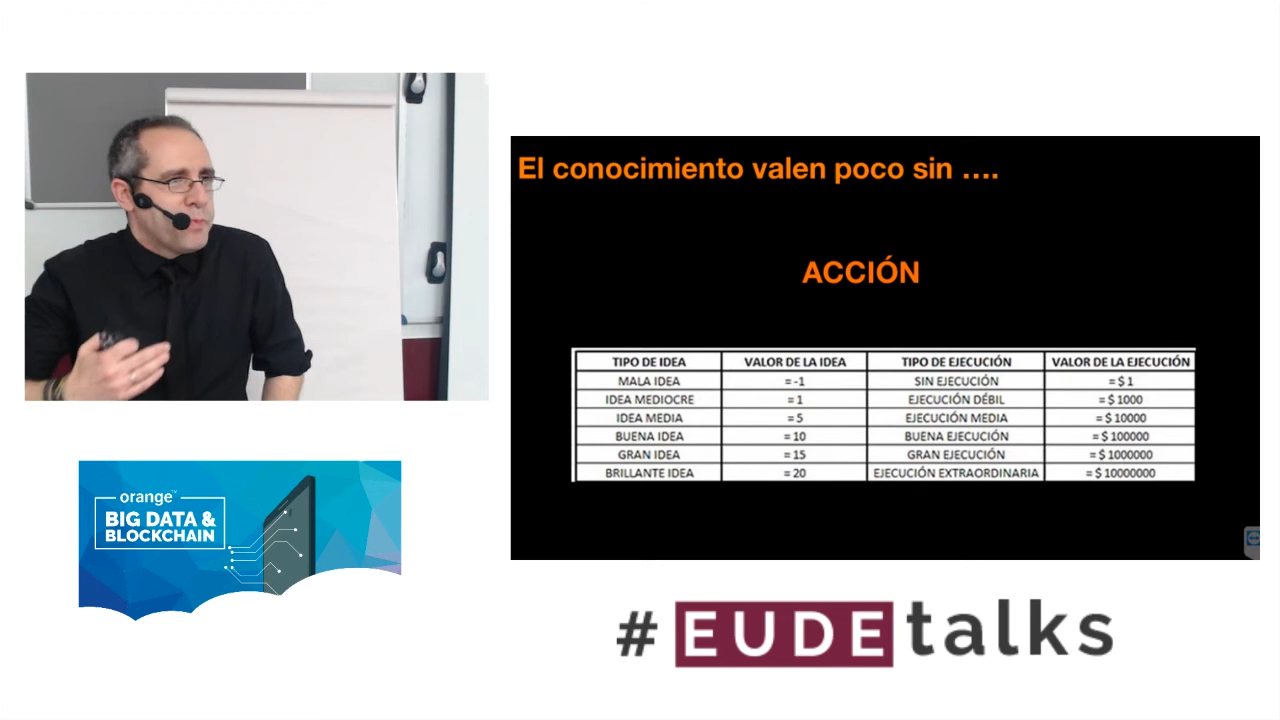 El conocimiento valen poco sin ....
ACCIÓN
TIPO DE IDEA VALOR DE LA IDEA TIPO DE EJECUCIÓN VALOR DE LA EJECUCIÓN
MALA IDEA = -1 SIN EJECUCIÓN = $ 1
IDEA MEDIOCRE = 1 EJECUCIÓN DÉBIL = $ 1000
IDEA MEDIA = 5 EJECUCIÓN MEDIA = $ 10000
BUENA IDEA = 10 BUENA EJECUCIÓN = $ 100000
GRAN IDEA = 15 GRAN EJECUCIÓN = $ 1000000
BRILLANTE IDEA = 20 EJECUCIÓN EXTRAORDINARIA = $ 10000000
orange™
BIG DATA &
BLOCKCHAIN
# EUDE talks